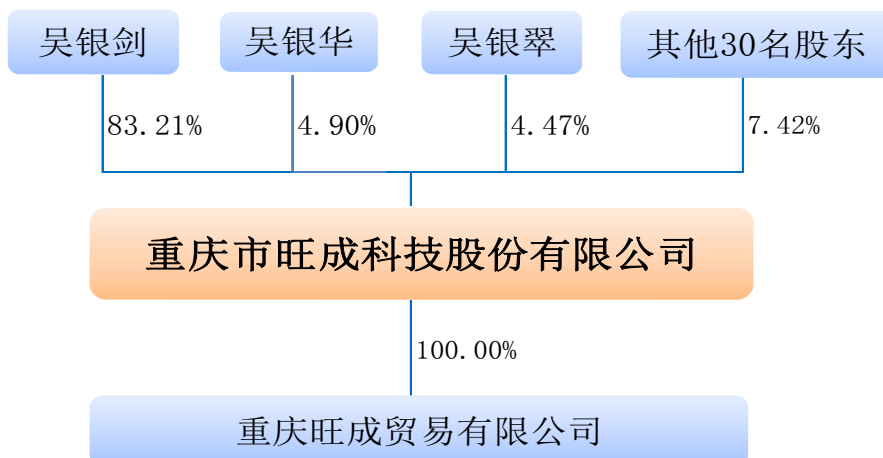 吴银剑
吴银华
吴银翠
其他30名股东
83.21%
4.90%
4.47%
7.42%
重庆市旺成科技股份有限公司
100.00%
重庆旺成贸易有限公司